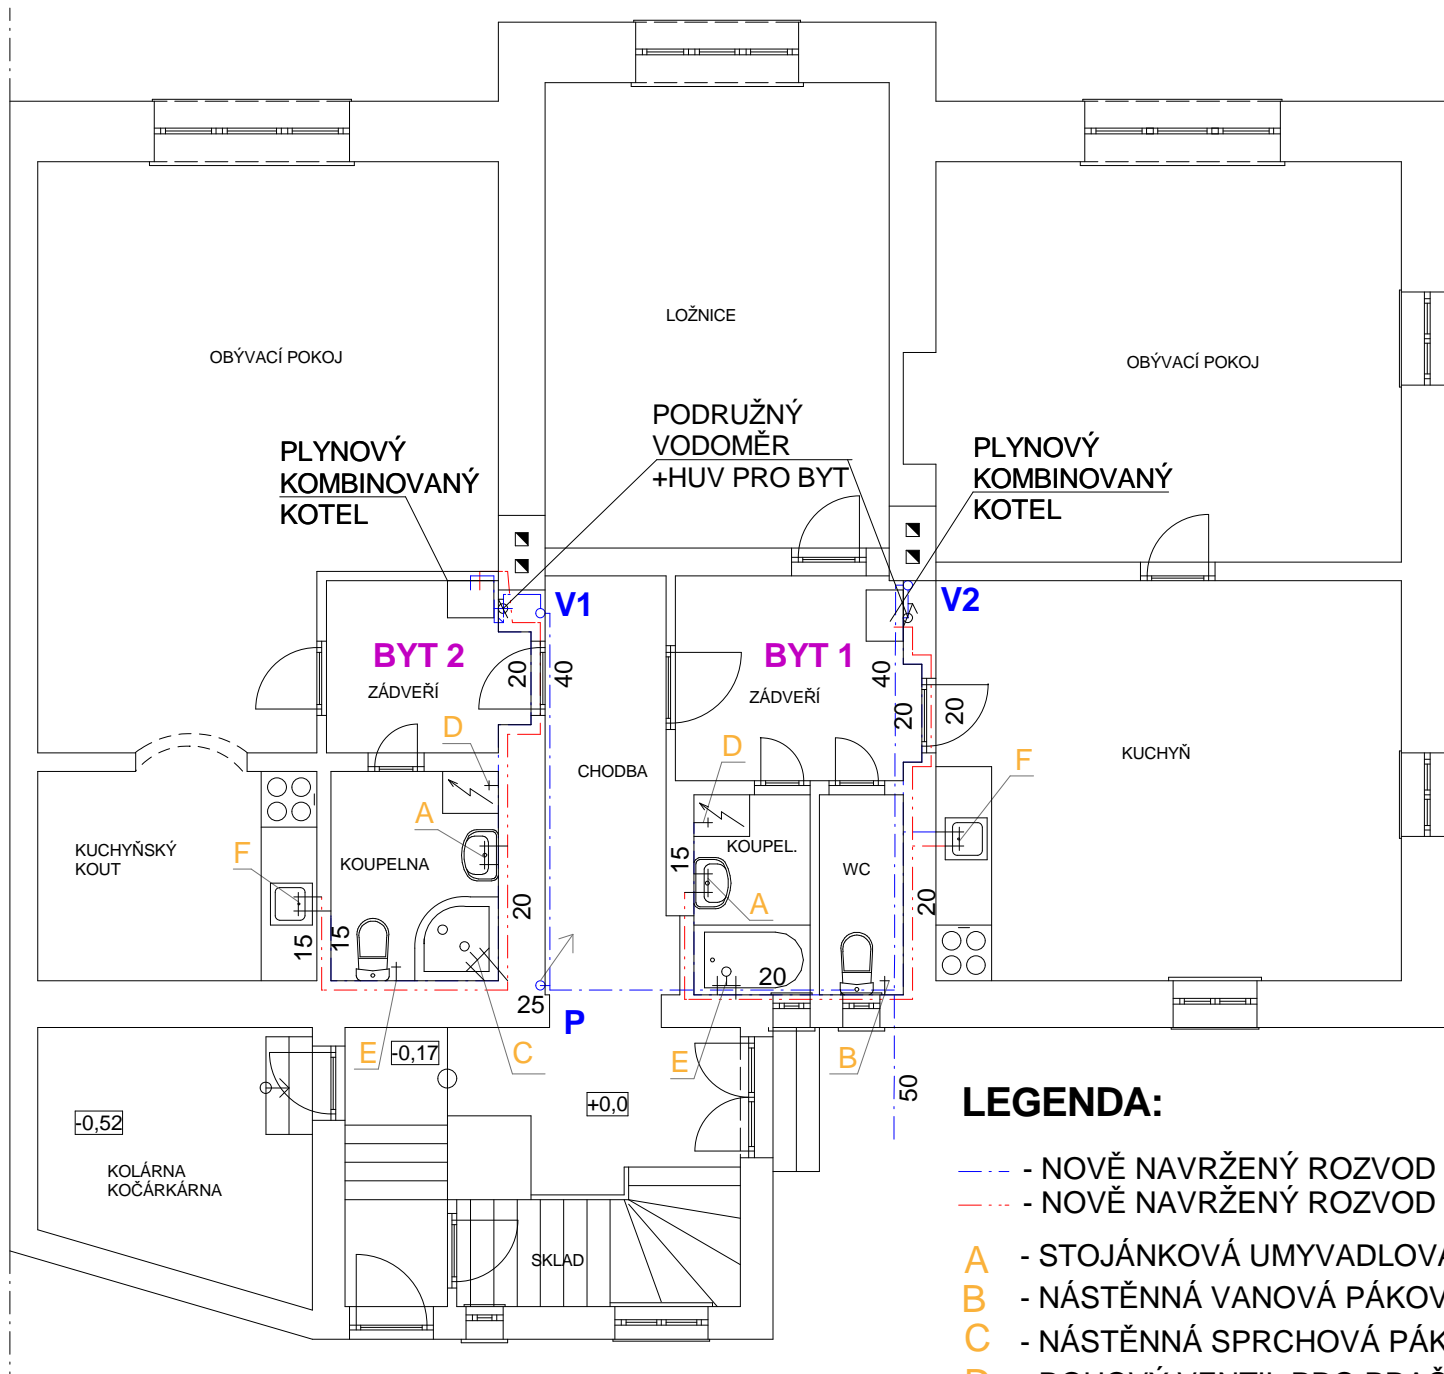 LOŽNICE
OBÝVACÍ POKOJ
OBÝVACÍ POKOJ
PODRUŽNÝ
VODOMĚR
+HUV PRO BYT
PLYNOVÝ
KOMBINOVANÝ
KOTEL
PLYNOVÝ
KOMBINOVANÝ
KOTEL
V1
V2
BYT 2
ZÁDVEŘÍ
20
40
BYT 1
ZÁDVEŘÍ
40
20
20
D
D
F
CHODBA
KUCHYŇ
A
KUCHYŇSKÝ
KOUT
F
KOUPELNA
15
KOUPEL.
WC
A
20
20
15
15
20
25
P
E
-0,17
C
E
B
50
+0,0
-0,52
KOLÁRNA
KOČÁRKÁRNA
SKLAD
LEGENDA:
- NOVĚ NAVRŽENÝ ROZVOD
- NOVĚ NAVRŽENÝ ROZVOD
A - STOJÁNKOVÁ UMYVADLOVÁ
B - NÁSTĚNNÁ VANOVÁ PÁKOV
C - NÁSTĚNNÁ SPRCHOVÁ PÁK